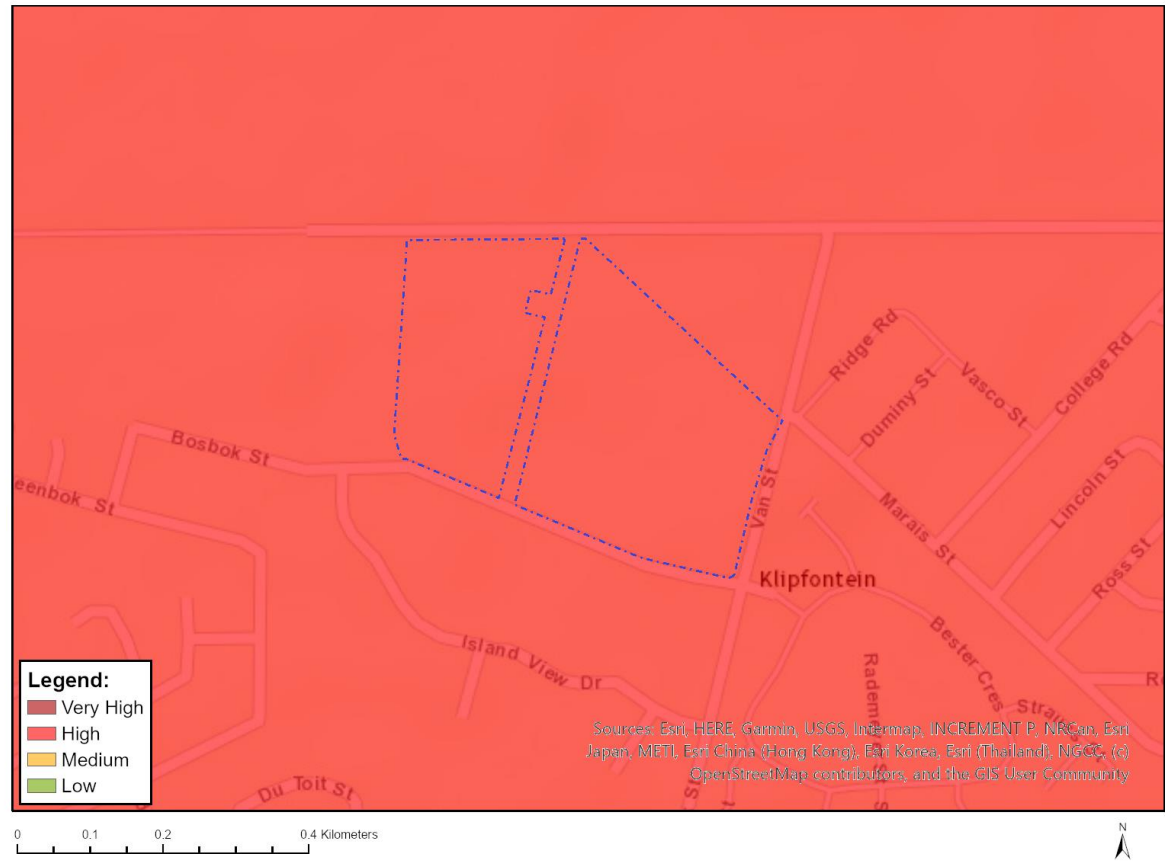 Ridge Rd
Duminy St
Vasco St
College Rd
Bosbok St
eenbok St
Van St
Marais St
Lincoln St
Ross St
Klipfontein
Island View Dr
Bester Cres
Du Toit St
Legend:
Very High
High
Medium
Low
Sources: Esri, HERE, Garmin, USGS, Intermap, INCREMENT P, NRCan, Esri
Japan, METI, Esri China (Hong Kong), Esri Korea, Esri (Thailand), NGCC, (c)
OpenStreetMap contributors, and the GIS User Community
0 0.1 0.2 0.4 Kilometers
N